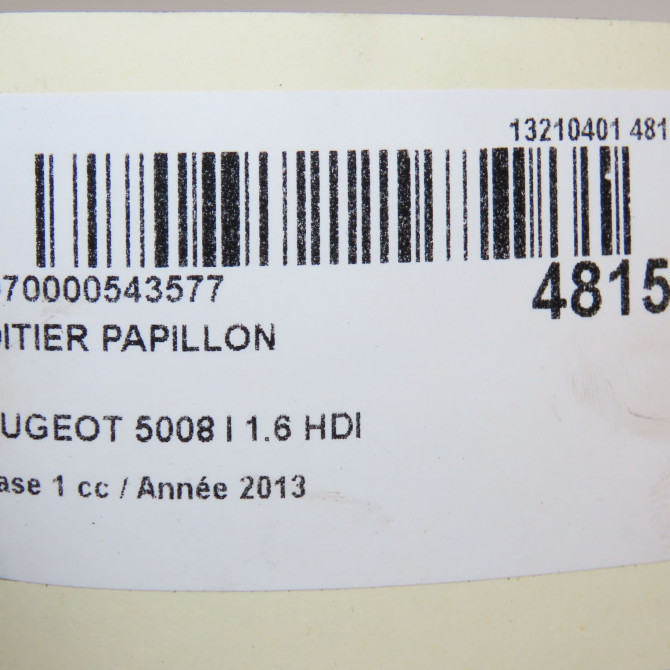 13210401 481
70000543577
4815
OITIER PAPILLON
UGEOT 5008 I 1.6 HDI
ase 1 cc / Année 2013